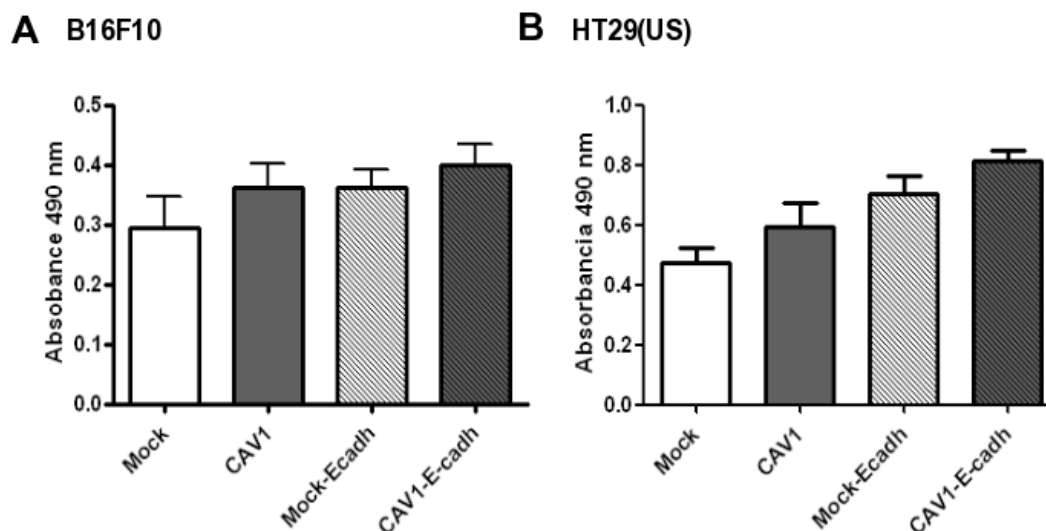 A B16F10
Absobance 490 nm
0.5
0.4
0.3
0.2
0.1
0.0
Mock
CAV1
Mock-Ecadh
CAV1-E-cadh
B HT29(US)
Absorbancia 490 nm
1.0
0.8
0.6
0.4
0.2
0.0
Mock
CAV1
Mock-Ecadh
CAV1-E-cadh